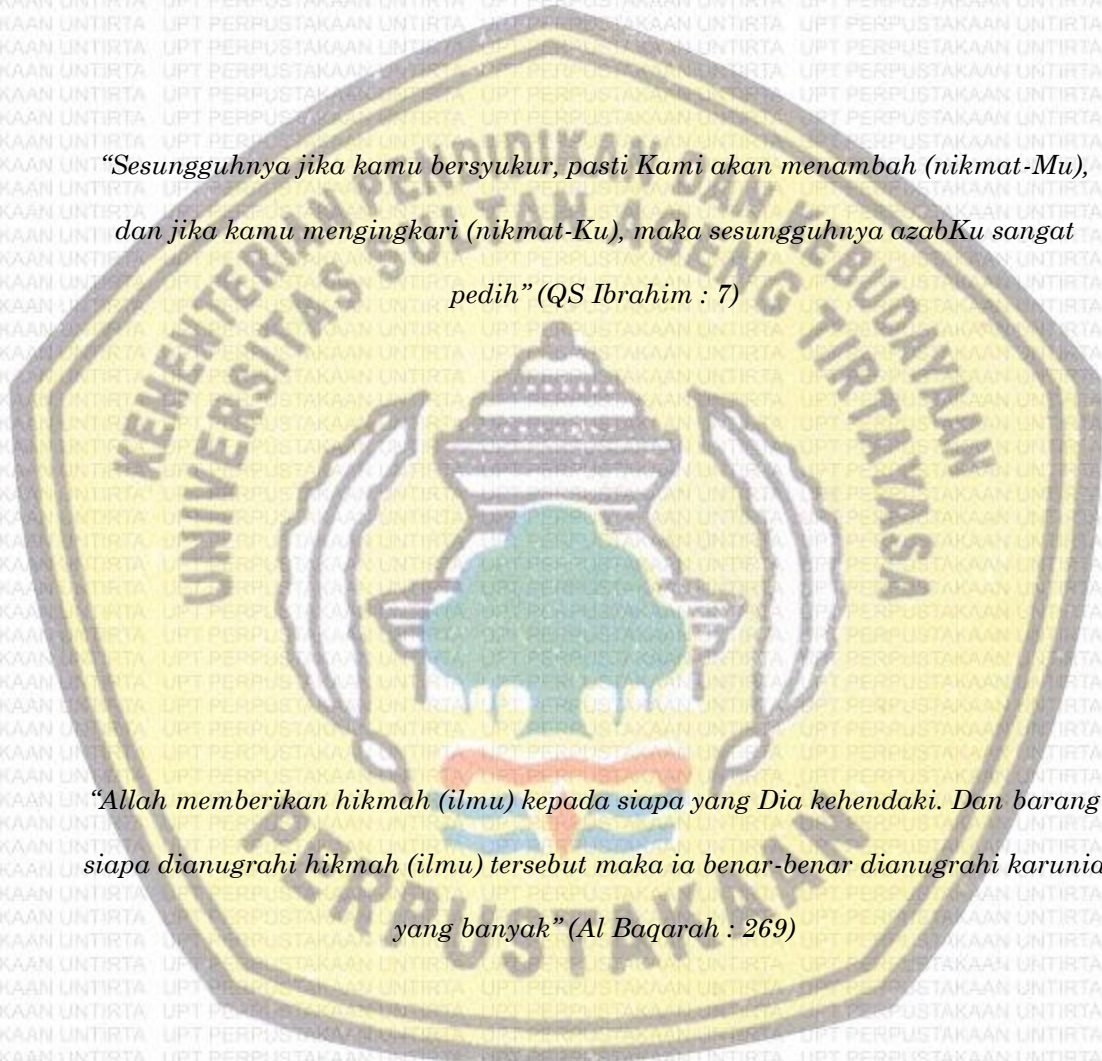 “Sesungguhnya jika kamu bersyukur, pasti Kami akan menambah (nikmat-Mu),
dan jika kamu mengingkari (nikmat-Ku), maka sesungguhnya azabKu sangat
pedih” (QS Ibrahim : 7)
KEMENTERIAN PENDIDIKAN DAN KEBUDAYAAN
UNIVERSITAS SULTAN AGENG TIRTAYASA
“Allah memberikan hikmah (ilmu) kepada siapa yang Dia kehendaki. Dan barang
siapa dianugrahi hikmah (ilmu) tersebut maka ia benar-benar dianugrahi karunia
yang banyak” (Al Baqarah : 269)
PERPUSTAKAAN
UPT PERPUSTAKAAN UNTIRTA